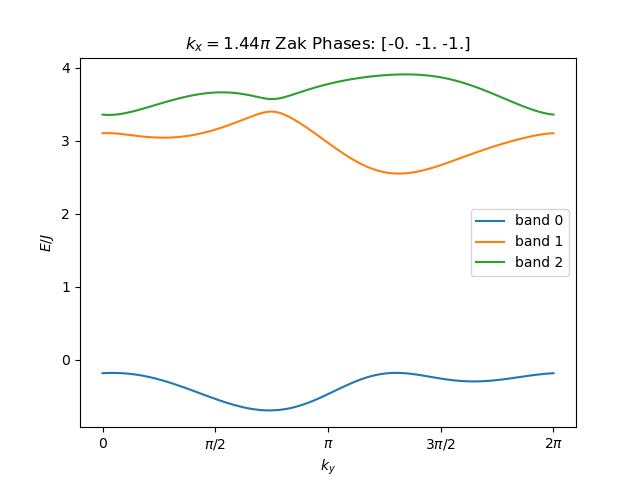 $k_x = 1.44\pi$ Zak Phases: [-0. -1. -1.]
4
3
2
1
0
E/J
band 0
band 1
band 2
0
π/2
π
3π/2
2π
$k_y$